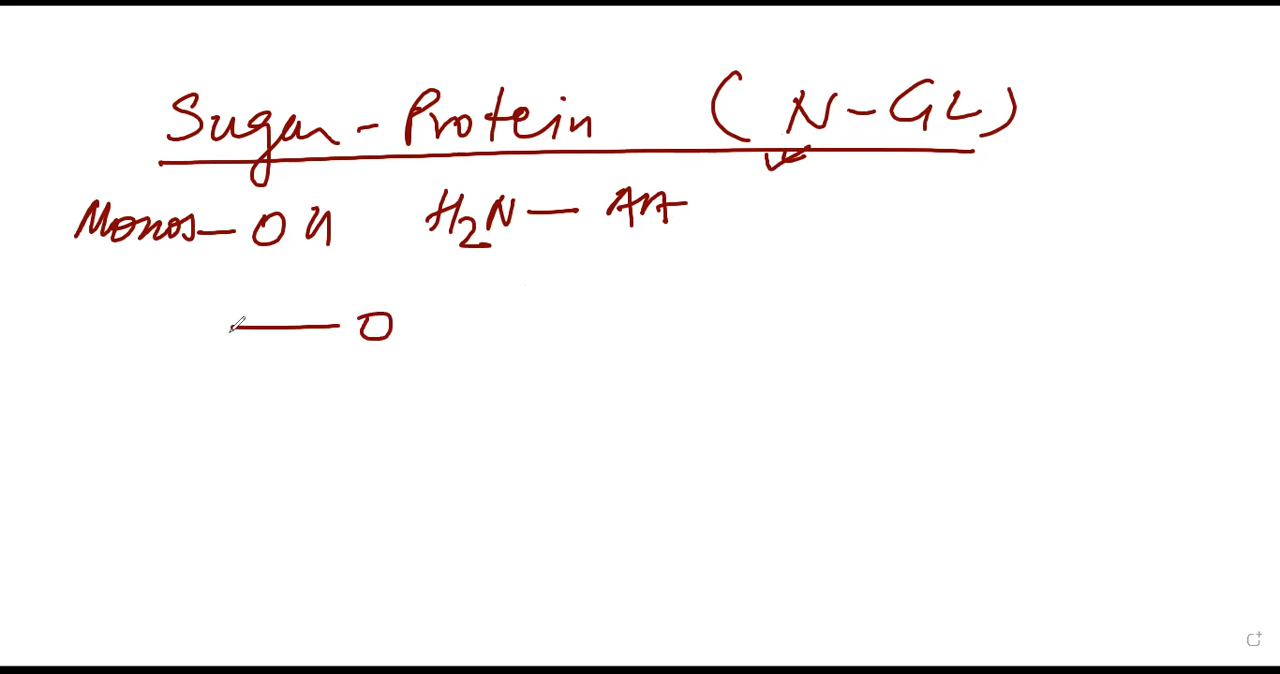 Sugar - Protein ( N - GL )
Monos - OH H2N - AA
- O